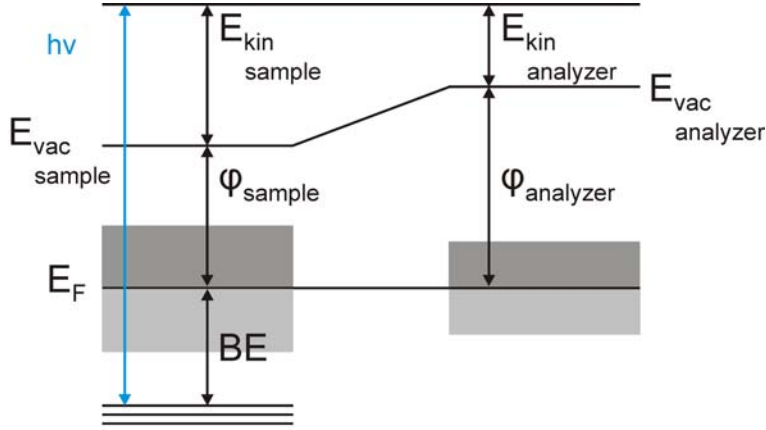 hν
E kin sample
E kin analyzer
E vac sample
E vac analyzer
φ sample
φ analyzer
E F
BE